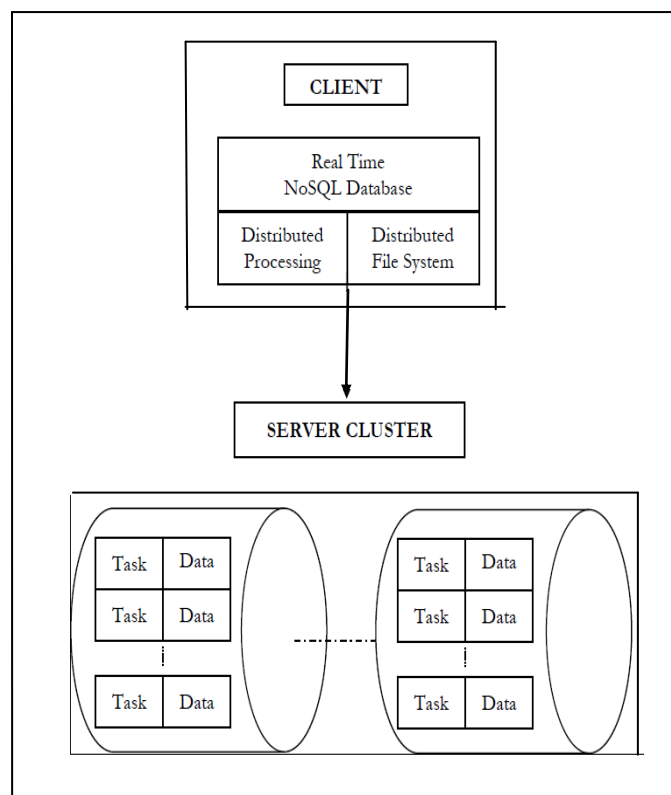 CLIENT
Real Time
NoSQL Database
Distributed
Processing
Distributed
File System
SERVER CLUSTER
Task Data
Task Data
Task Data
Task Data
Task Data
Task Data